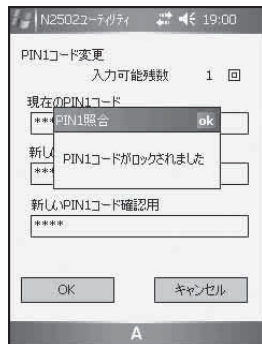 N2502ユーティリティ 19:00
PIN1コード変更
入力可能残数 1 回
現在のPIN1コード
***
PIN1照合 ok
PIN1コードがロックされました
新し
***
新しいPIN1コード確認用
****
OK キャンセル
A